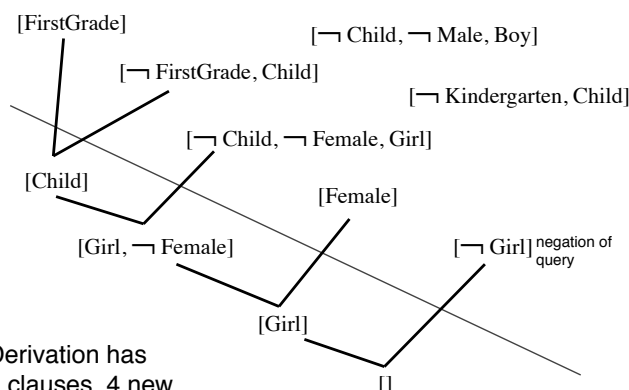 [FirstGrade]
[¬ Child, ¬ Male, Boy]
[¬ FirstGrade, Child]
[¬ Kindergarten, Child]
[¬ Child, ¬ Female, Girl]
[Child]
[Female]
[Girl, ¬ Female]
[¬ Girl] negation of
query
[Girl]
Derivation has
clauses, 4 new
[]